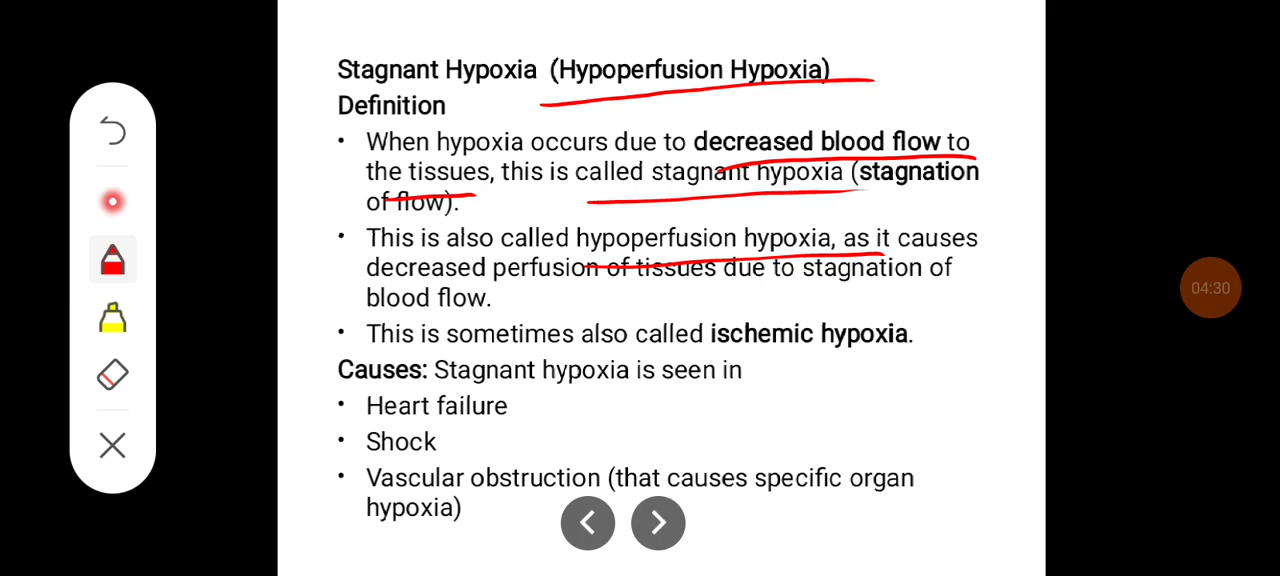 Stagnant Hypoxia (Hypoperfusion Hypoxia)
Definition
• When hypoxia occurs due to decreased blood flow to
the tissues, this is called stagnant hypoxia (stagnation
of flow).
• This is also called hypoperfusion hypoxia, as it causes
decreased perfusion of tissues due to stagnation of
blood flow.
• This is sometimes also called ischemic hypoxia.
Causes: Stagnant hypoxia is seen in
• Heart failure
• Shock
• Vascular obstruction (that causes specific organ
hypoxia)
04:30